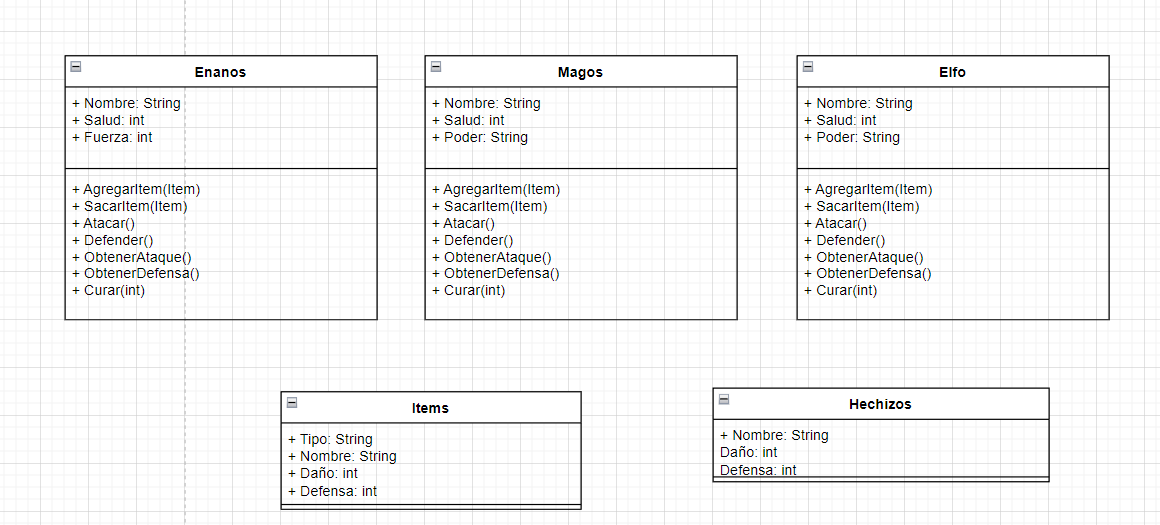 Enanos
+ Nombre: String
+ Salud: int
+ Fuerza: int
+ AgregarItem(Item)
+ SacarItem(Item)
+ Atacar()
+ Defender()
+ ObtenerAtaque()
+ ObtenerDefensa()
+ Curar(int)
Magos
+ Nombre: String
+ Salud: int
+ Poder: String
+ AgregarItem(Item)
+ SacarItem(Item)
+ Atacar()
+ Defender()
+ ObtenerAtaque()
+ ObtenerDefensa()
+ Curar(int)
Elfo
+ Nombre: String
+ Salud: int
+ Poder: String
+ AgregarItem(Item)
+ SacarItem(Item)
+ Atacar()
+ Defender()
+ ObtenerAtaque()
+ ObtenerDefensa()
+ Curar(int)
Items
+ Tipo: String
+ Nombre: String
+ Daño: int
+ Defensa: int
Hechizos
+ Nombre: String
Daño: int
Defensa: int